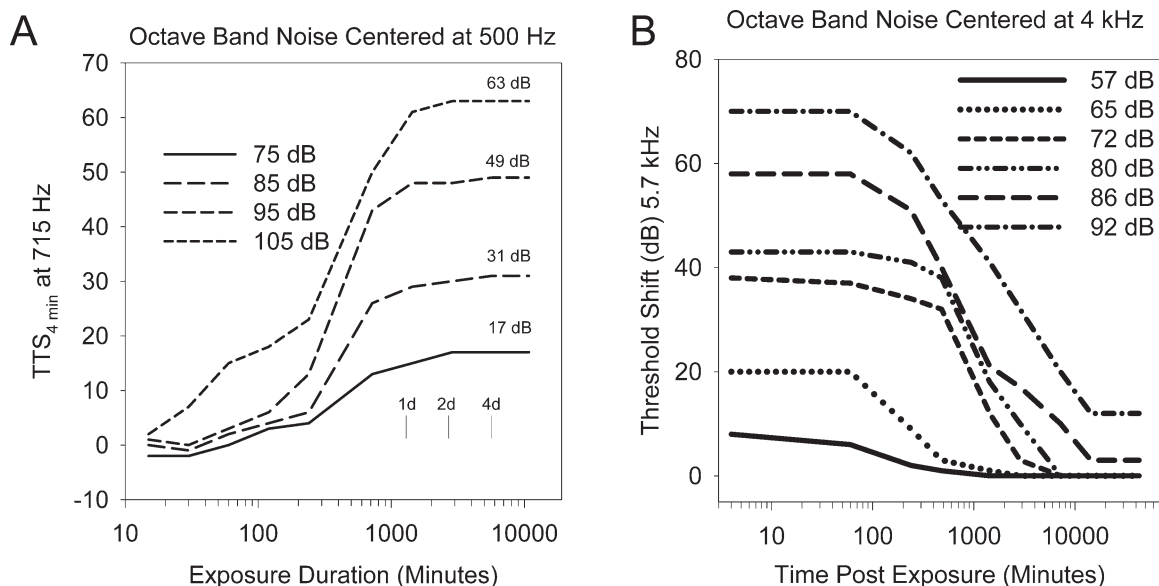 A
Octave Band Noise Centered at 500 Hz
70
60
50
40
30
20
10
0
-10
TTS4 min at 715 Hz
75 dB
85 dB
95 dB
105 dB
63 dB
49 dB
31 dB
17 dB
1d 2d 4d
10 100 1000 10000
Exposure Duration (Minutes)
B
Octave Band Noise Centered at 4 kHz
80
60
40
20
0
Threshold Shift (dB) 5.7 kHz
57 dB
65 dB
72 dB
80 dB
86 dB
92 dB
10 100 1000 10000
Time Post Exposure (Minutes)